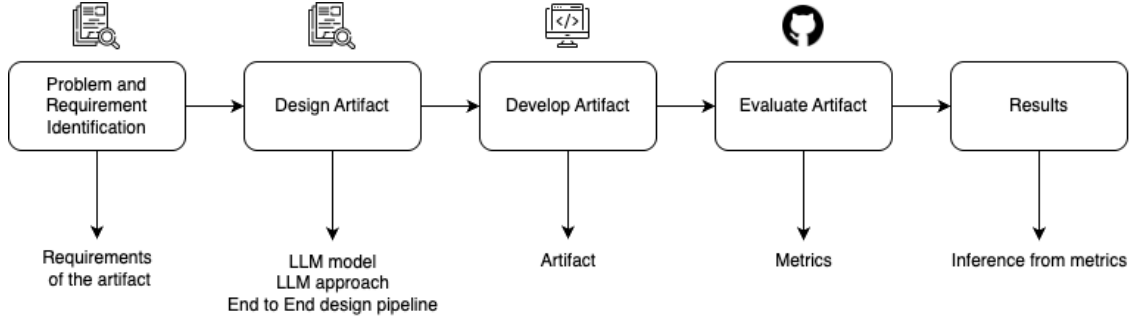 Problem and
Requirement
Identification
Design Artifact
Develop Artifact
Evaluate Artifact
Results
Requirements
of the artifact
LLM model
LLM approach
End to End design pipeline
Artifact
Metrics
Inference from metrics